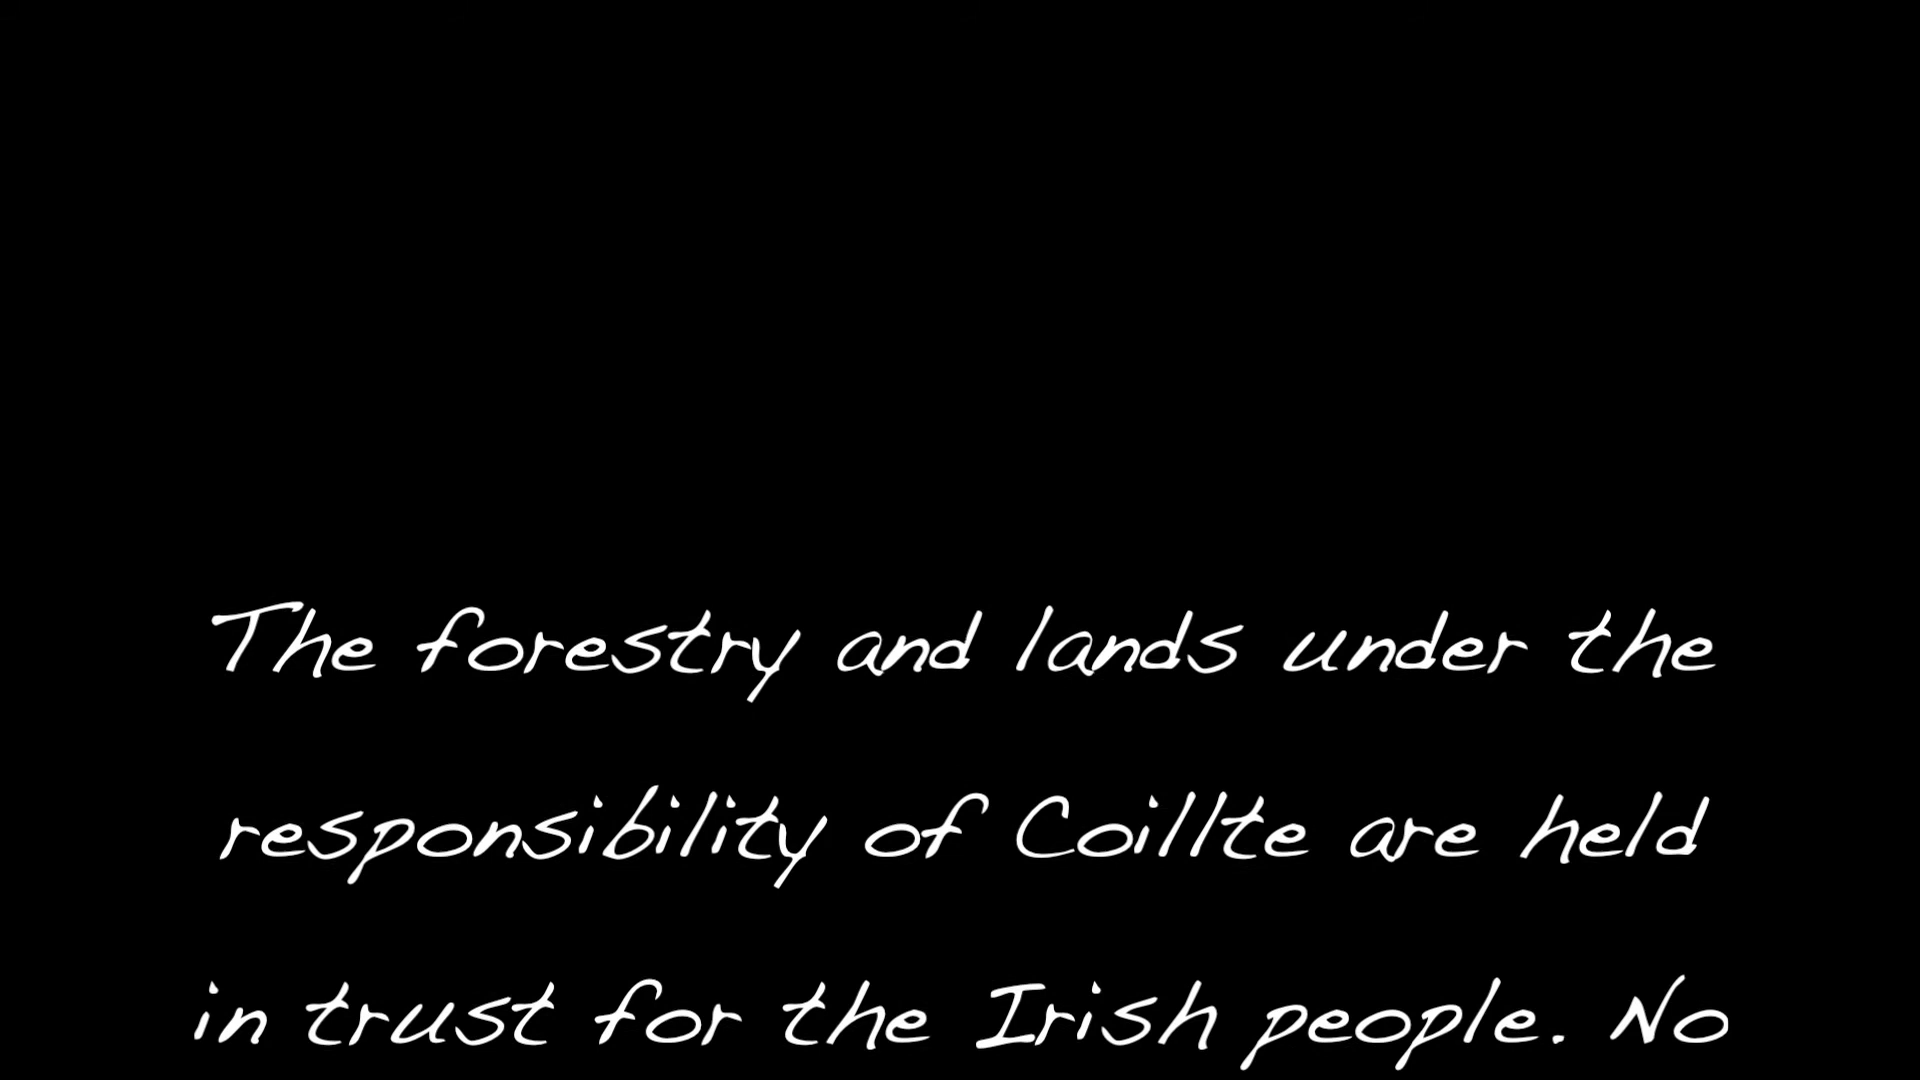 The forestry and lands under the
responsibility of Coillte are held
in trust for the Irish people. No